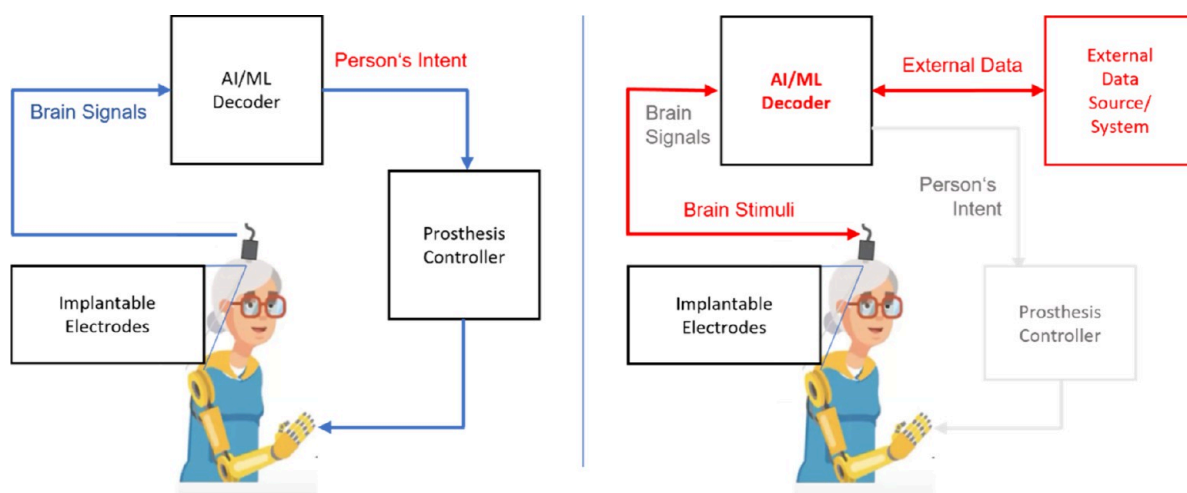 AI/ML
Decoder
Person‘s Intent
Brain Signals
Prosthesis
Controller
Implantable
Electrodes
AI/ML
Decoder
External Data
External
Data
Source/
System
Brain
Signals
Person‘s
Intent
Brain Stimuli
Implantable
Electrodes
Prosthesis
Controller